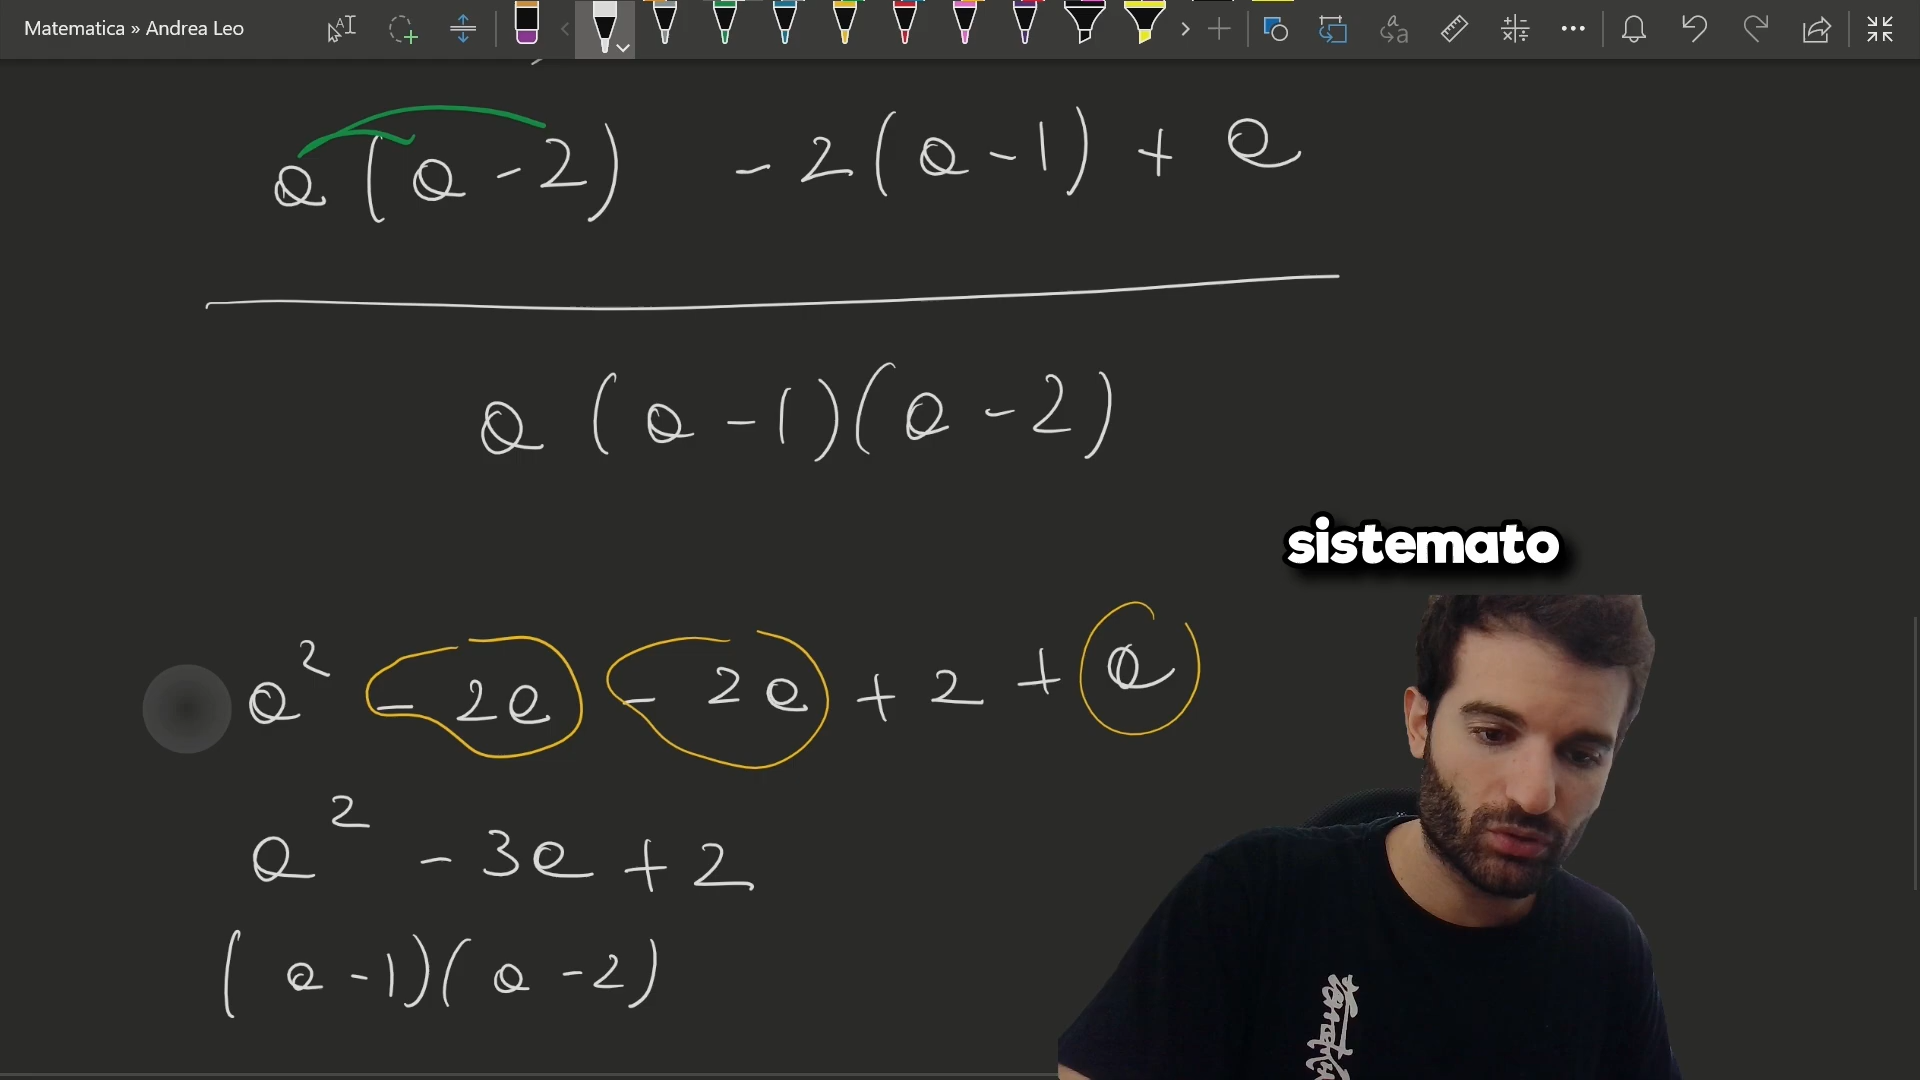 Matematica » Andrea Leo
a(a-2) -2(a-1) + a
a(a-1)(a-2)
sistemato
a² - 2a - 2a + 2 + a
a² - 3a + 2
(a-1)(a-2)